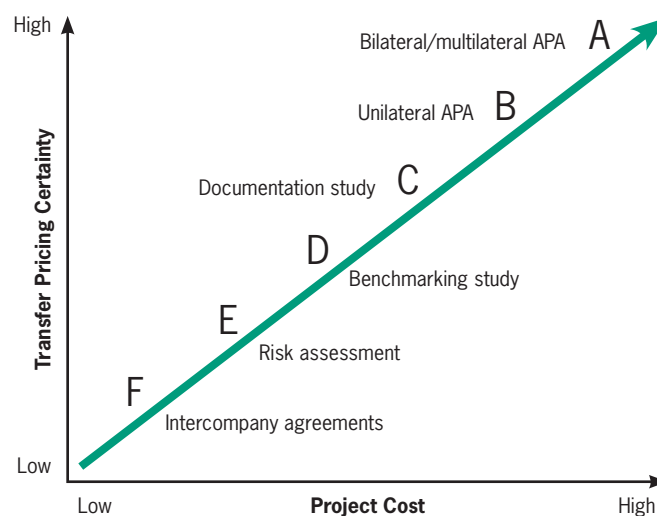 High
Bilateral/multilateral APA A
Unilateral APA B
Documentation study C
D
Benchmarking study
E
Risk assessment
F
Intercompany agreements
Transfer Pricing Certainty
Low
Low Project Cost High